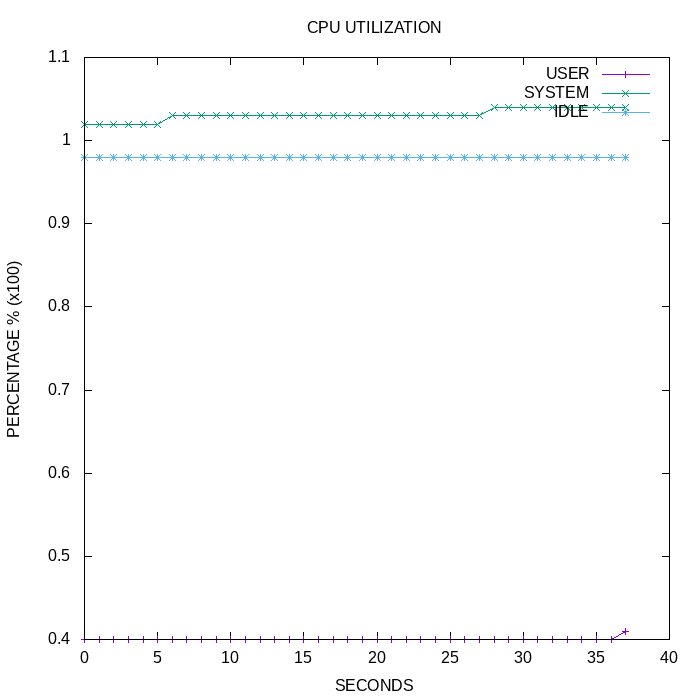 CPU UTILIZATION
1.1
1
0.9
0.8
0.7
0.6
0.5
0.4
PERCENTAGE % (x100)
USER
SYSTEM
IDLE
0 5 10 15 20 25 30 35 40
SECONDS